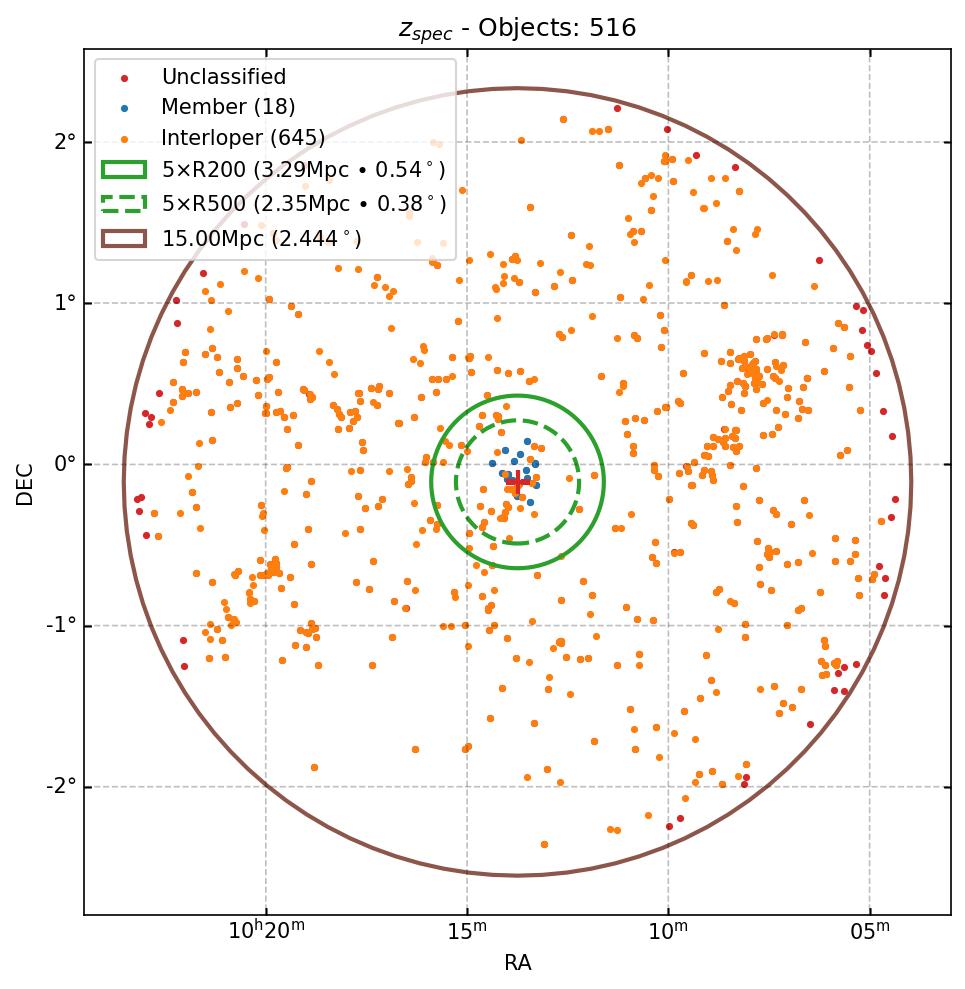 z_spec - Objects: 516
Unclassified
Member (18)
Interloper (645)
5×R200 (3.29Mpc • 0.54°)
5×R500 (2.35Mpc • 0.38°)
15.00Mpc (2.444°)
2°
1°
0°
-1°
-2°
DEC
10ʰ20ᵐ 15ᵐ 10ᵐ 05ᵐ
RA